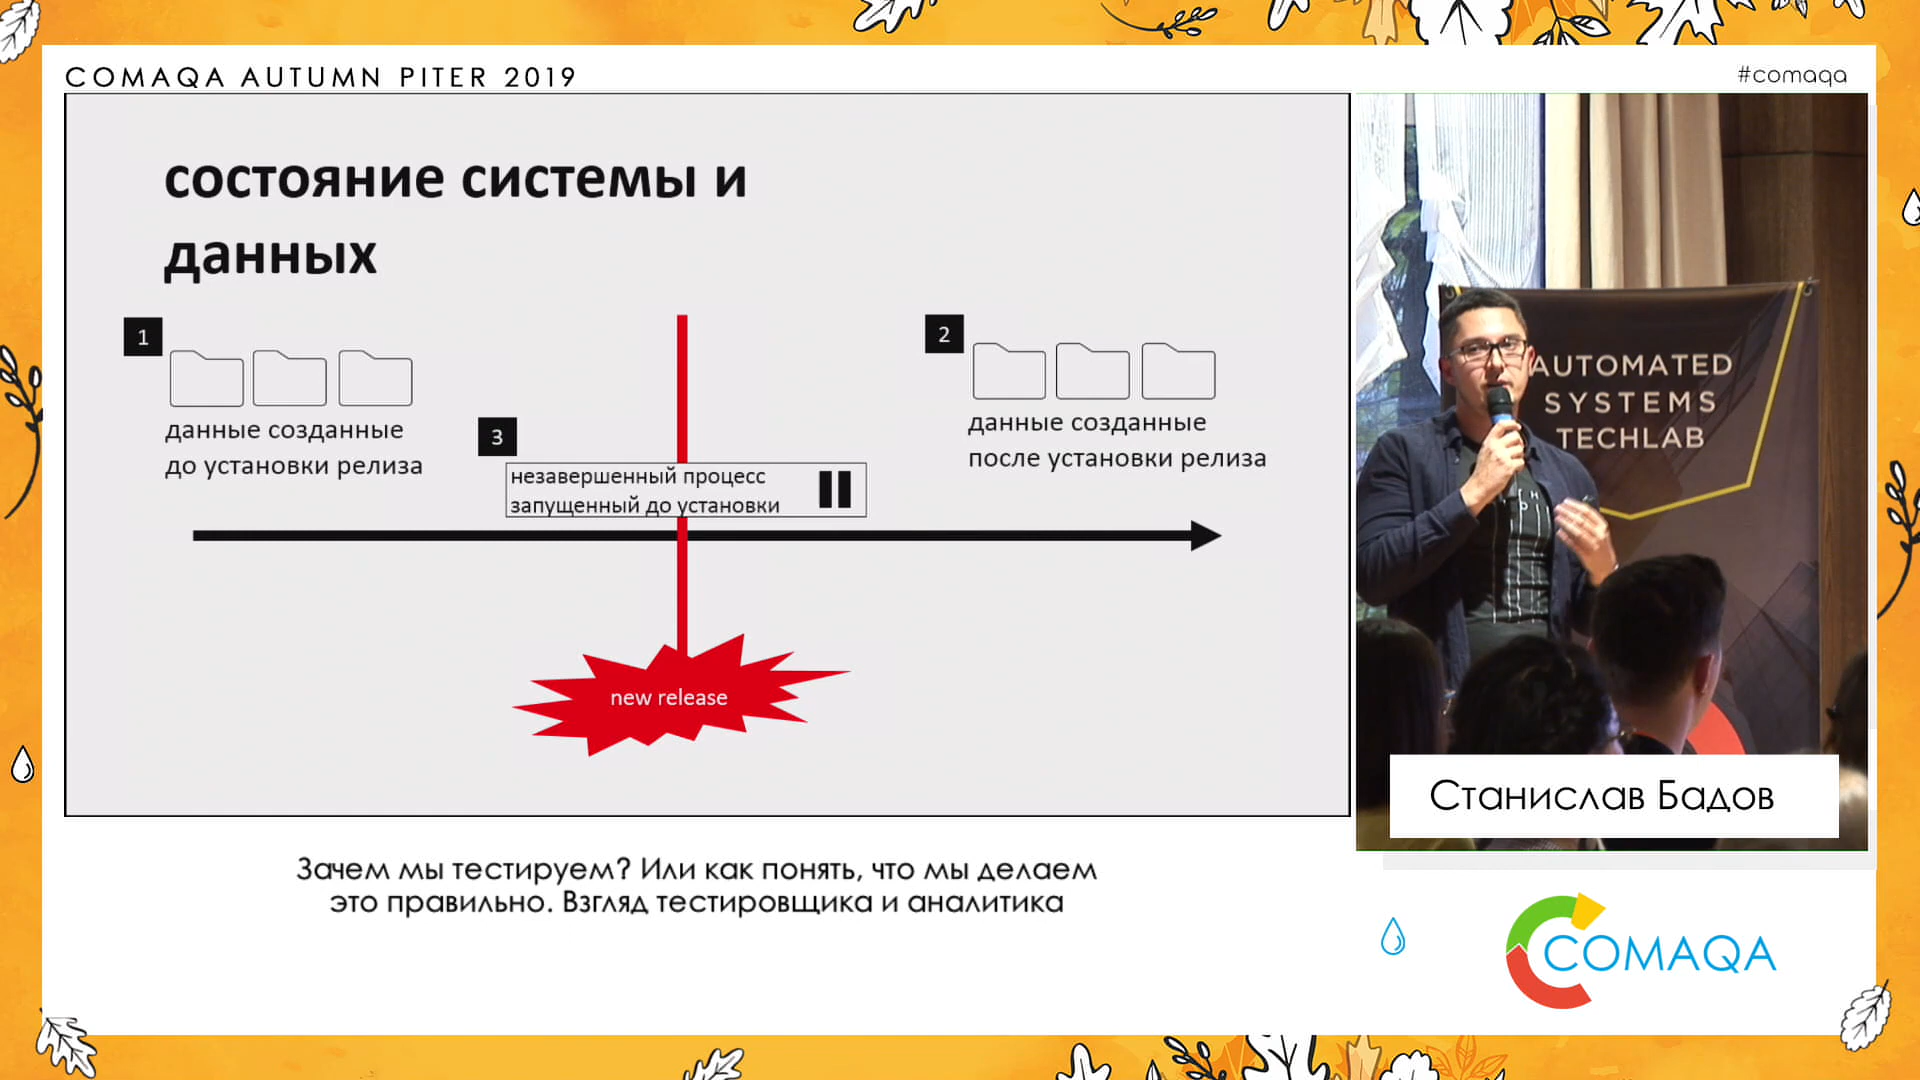 COMAQA AUTUMN PITER 2019
#comaqa
состояние системы и
данных
1
данные созданные
до установки релиза
2
данные созданные
после установки релиза
3
незавершенный процесс
запущенный до установки
new release
AUTOMATED
SYSTEMS
TECHLAB
Станислав Бадов
Зачем мы тестируем? Или как понять, что мы делаем
это правильно. Взгляд тестировщика и аналитика
COMAQA